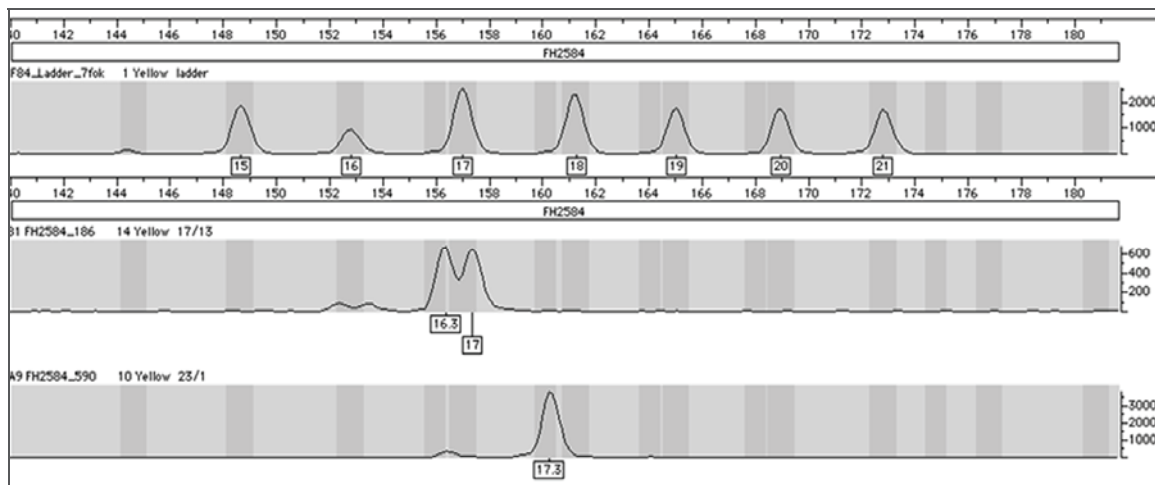 142 144 146 148 150 152 154 156 158 160 162 164 166 168 170 172 174 176 178 180
FH2584
F84_Ladder_7fok 1 Yellow ladder
2000
1000
15 16 17 18 19 20 21
142 144 146 148 150 152 154 156 158 160 162 164 166 168 170 172 174 176 178 180
FH2584
FH2584_186 14 Yellow 17/13
600
400
200
16.3
17
A9 FH2584_590 10 Yellow 23/1
3000
2000
1000
17.3